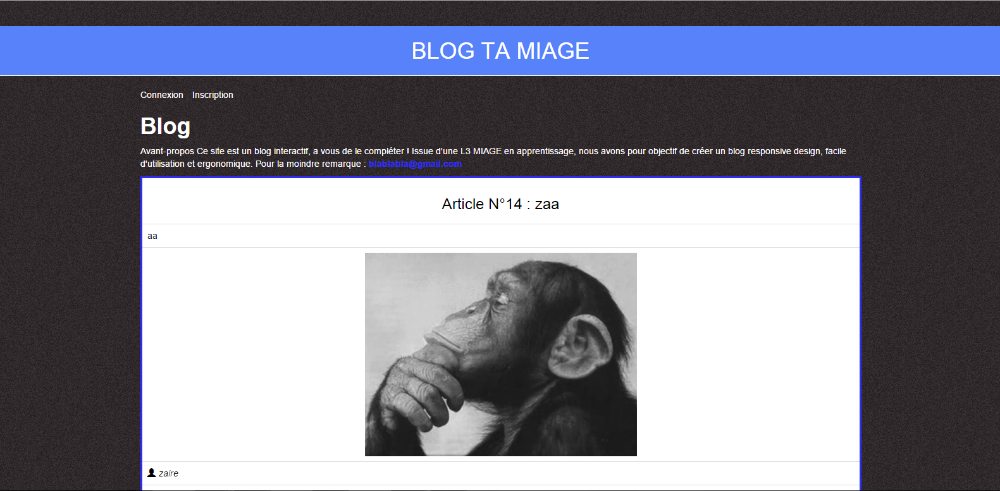 BLOG TA MIAGE
Connexion Inscription
Blog
Avant-propos Ce site est un blog interactif, a vous de le compléter ! Issue d'une L3 MIAGE en apprentissage, nous avons pour objectif de créer un blog responsive design, facile
d'utilisation et ergonomique. Pour la moindre remarque : blablabla@gmail.com
Article N°14 : zaa
aa
zaire